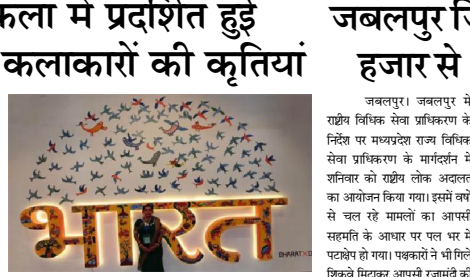 कला में प्रदर्शित हुई
कलाकारों की कृतियां
भारत
BHARAT
जबलपुर
हजार से
जबलपुर। जबलपुर में
राष्ट्रीय विधिक सेवा प्राधिकरण के
निर्देश पर मध्यप्रदेश राज्य विधिक
सेवा प्राधिकरण के मार्गदर्शन में
शनिवार को राष्ट्रीय लोक अदालत
का आयोजन किया गया। इसमें वर्षों
से चल रहे मामलों का आपसी
सहमति के आधार पर पल भर में
पटाक्षेप हो गया। पक्षकारों ने भी गिले
शिकवे मिटाकर आपसी रजामंदी की